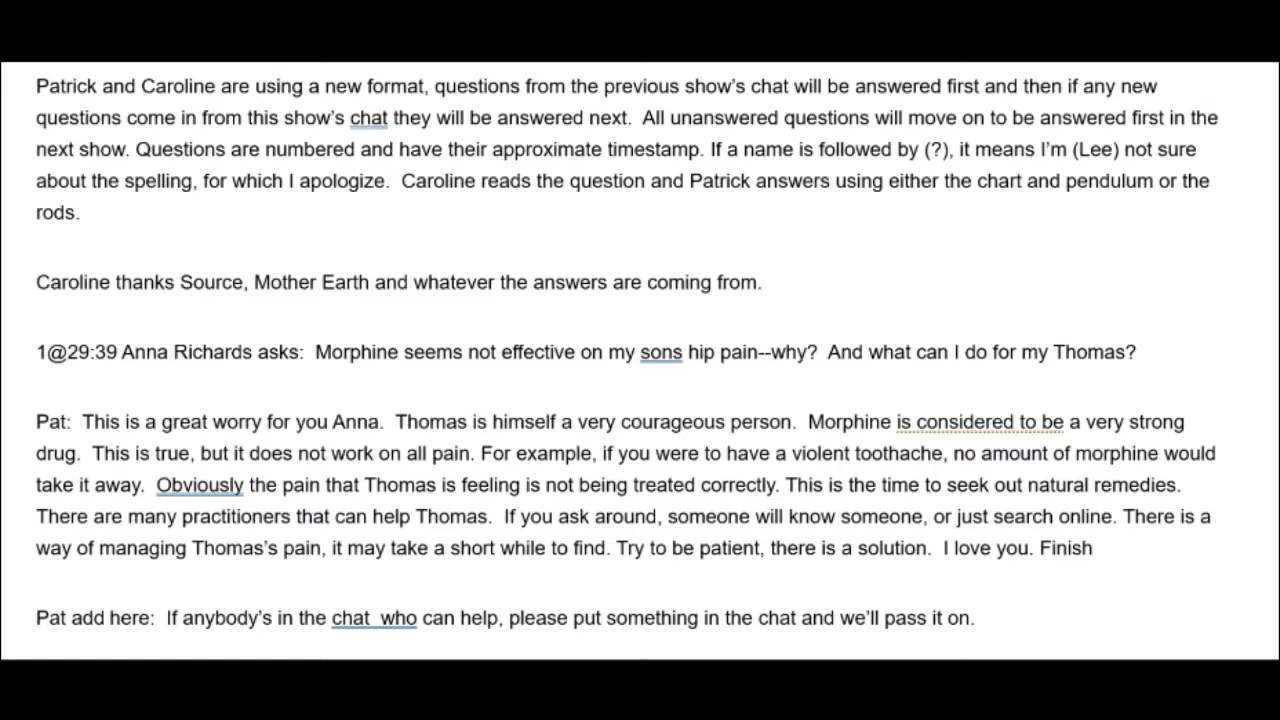 Patrick and Caroline are using a new format, questions from the previous show’s chat will be answered first and then if any new
questions come in from this show’s chat they will be answered next.  All unanswered questions will move on to be answered first in the
next show. Questions are numbered and have their approximate timestamp. If a name is followed by (?), it means I’m (Lee) not sure
about the spelling, for which I apologize.  Caroline reads the question and Patrick answers using either the chart and pendulum or the
rods.
Caroline thanks Source, Mother Earth and whatever the answers are coming from.
1@29:39 Anna Richards asks:  Morphine seems not effective on my sons hip pain--why?  And what can I do for my Thomas?
Pat:  This is a great worry for you Anna.  Thomas is himself a very courageous person.  Morphine is considered to be a very strong
drug.  This is true, but it does not work on all pain. For example, if you were to have a violent toothache, no amount of morphine would
take it away.  Obviously the pain that Thomas is feeling is not being treated correctly. This is the time to seek out natural remedies.
There are many practitioners that can help Thomas.  If you ask around, someone will know someone, or just search online. There is a
way of managing Thomas’s pain, it may take a short while to find. Try to be patient, there is a solution.  I love you. Finish
Pat add here:  If anybody’s in the chat  who can help, please put something in the chat and we’ll pass it on.